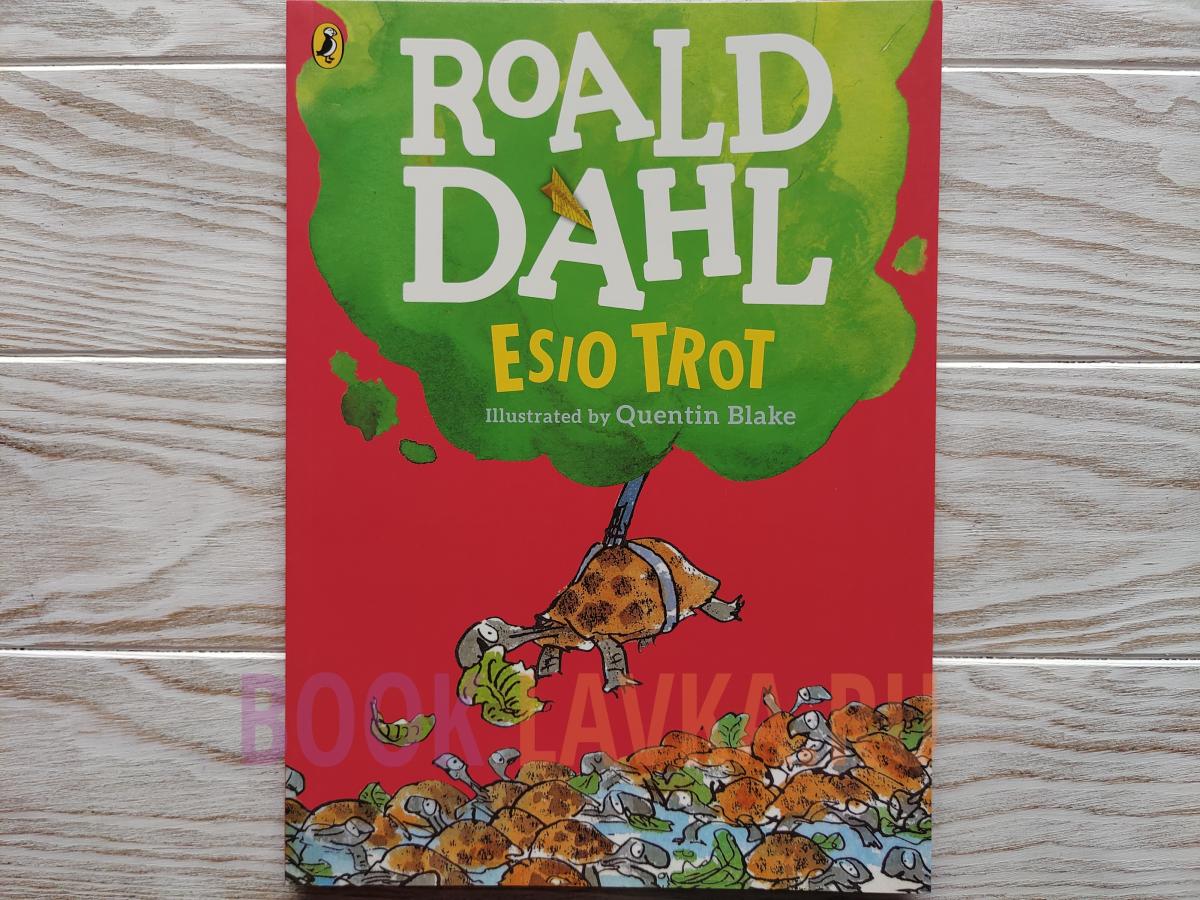 ROALD
DAHL
ESIO TROT
Illustrated by Quentin Blake
BOOK-LAVKA.RU